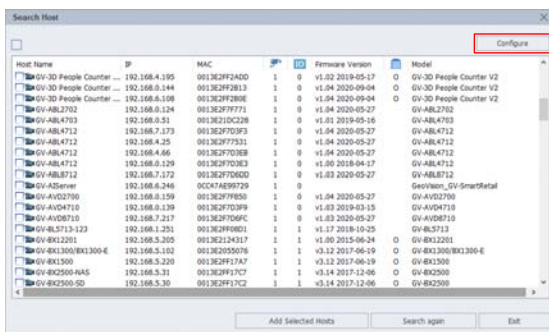 Search Host
Configure
Host Name IP MAC IO Firmware Version Model
GV-3D People Counter ... 192.168.4.195 0013E2FF2ADD 1 0 v1.02 2019-05-17 O GV-3D People Counter V2
GV-3D People Counter ... 192.168.0.144 0013E2FF2B13 1 0 v1.04 2020-09-04 O GV-3D People Counter V2
GV-3D People Counter ... 192.168.6.108 0013E2FF2B0E 1 0 v1.04 2020-09-04 O GV-3D People Counter V2
GV-ABL2702 192.168.0.124 0013E2F7F771 1 0 v1.04 2020-05-27 GV-ABL2702
GV-ABL4703 192.168.0.51 0013E21DC228 1 0 v1.01 2019-05-16 GV-ABL4703
GV-ABL4712 192.168.7.173 0013E2F7D3F3 1 0 v1.04 2020-05-27 GV-ABL4712
GV-ABL4712 192.168.4.25 0013E2F77531 1 0 v1.04 2020-05-27 GV-ABL4712
GV-ABL4712 192.168.4.66 0013E2F7D3EB 1 0 v1.04 2020-05-27 GV-ABL4712
GV-ABL4712 192.168.0.129 0013E2F7D3E3 1 0 v1.00 2018-04-17 GV-ABL4712
GV-ABL8712 192.168.7.172 0013E2F7D6DD 1 0 v1.03 2020-05-27 GV-ABL8712
GV-AIServer 192.168.6.246 0CC47AE99729 1 0 GeoVision_GV-SmartRetail
GV-AVD2700 192.168.0.159 0013E2F7FB50 1 0 v1.04 2020-05-27 GV-AVD2700
GV-AVD4710 192.168.0.139 0013E2F79DF3 1 0 v1.03 2019-03-15 GV-AVD4710
GV-AVD8710 192.168.7.217 0013E2F7D6FC 1 0 v1.03 2020-05-27 GV-AVD8710
GV-BL5713-123 192.168.1.251 0013E2FF08D1 1 1 v1.17 2018-10-25 GV-BL5713
GV-BX12201 192.168.5.205 0013E2124317 1 1 v1.00 2015-06-24 O GV-BX12201
GV-BX1300/BX1300-E 192.168.5.102 0013E2055076 1 1 v3.12 2017-06-19 O GV-BX1300/BX1300-E
GV-BX1500 192.168.5.220 0013E2FF17A7 1 1 v3.12 2017-06-19 O GV-BX1500
GV-BX2500-NAS 192.168.5.31 0013E2FF17C7 1 1 v3.14 2017-12-06 O GV-BX2500
GV-BX2500-SD 192.168.5.30 0013E2FF17C2 1 1 v3.14 2017-12-06 O GV-BX2500
Add Selected Hosts Search again Exit